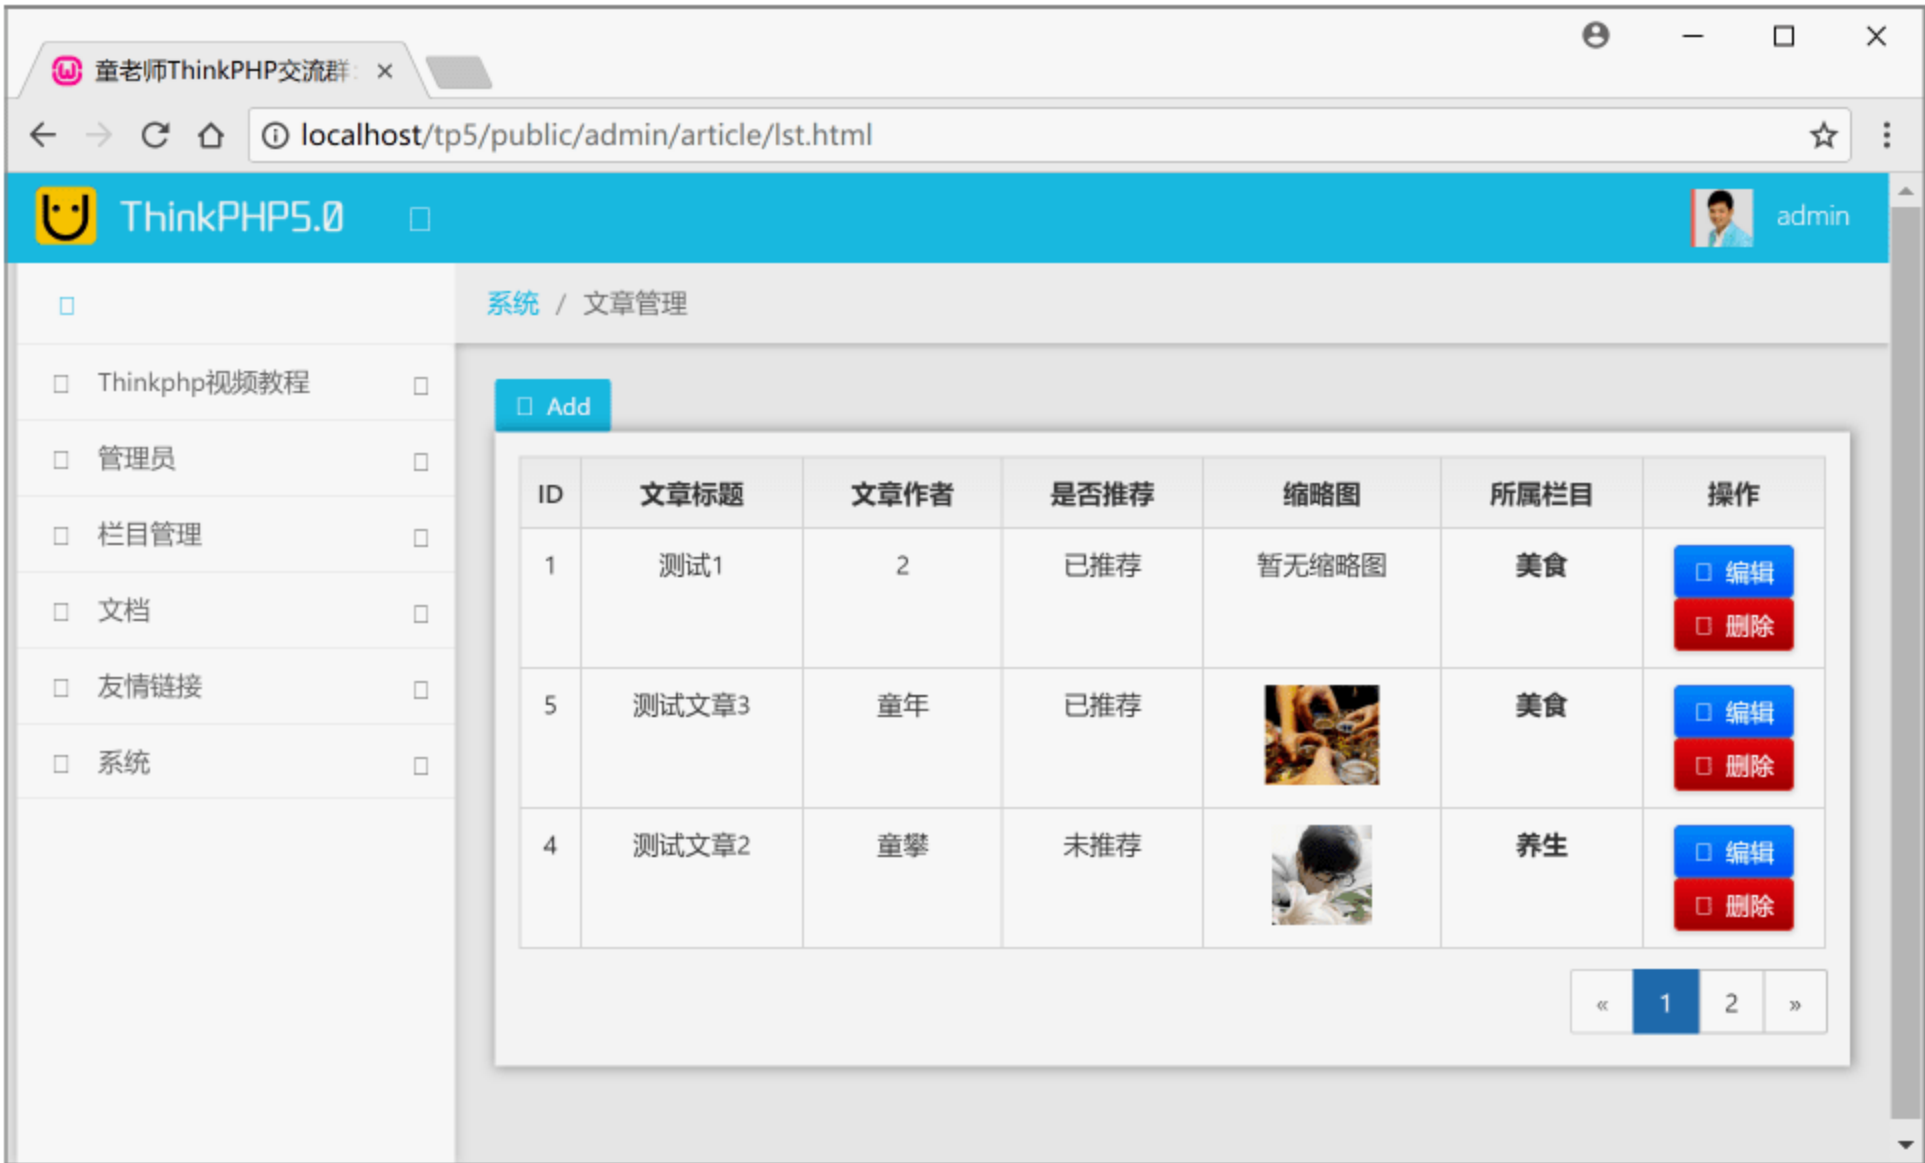 童老师ThinkPHP交流群
localhost/tp5/public/admin/article/lst.html
ThinkPHP5.0
admin
系统 / 文章管理
Thinkphp视频教程
管理员
栏目管理
文档
友情链接
系统
Add
ID 文章标题 文章作者 是否推荐 缩略图 所属栏目 操作
1 测试1 2 已推荐 暂无缩略图 美食 编辑
删除
5 测试文章3 童年 已推荐 美食 编辑
删除
4 测试文章2 童攀 未推荐 养生 编辑
删除
« 1 2 »